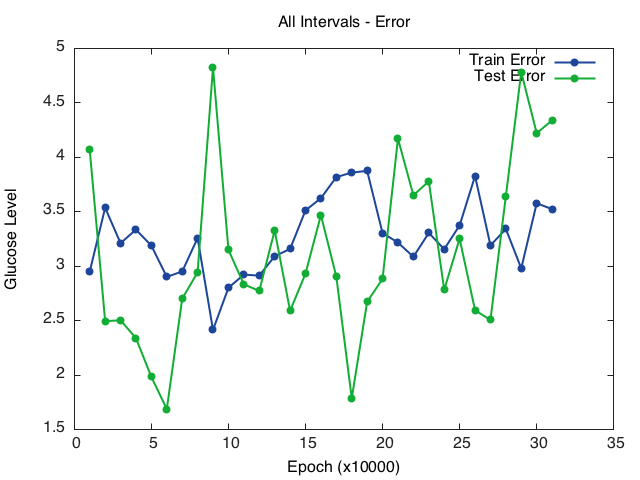 All Intervals - Error
Train Error
Test Error
5
4.5
4
3.5
3
2.5
2
1.5
Glucose Level
0 5 10 15 20 25 30 35
Epoch (x10000)